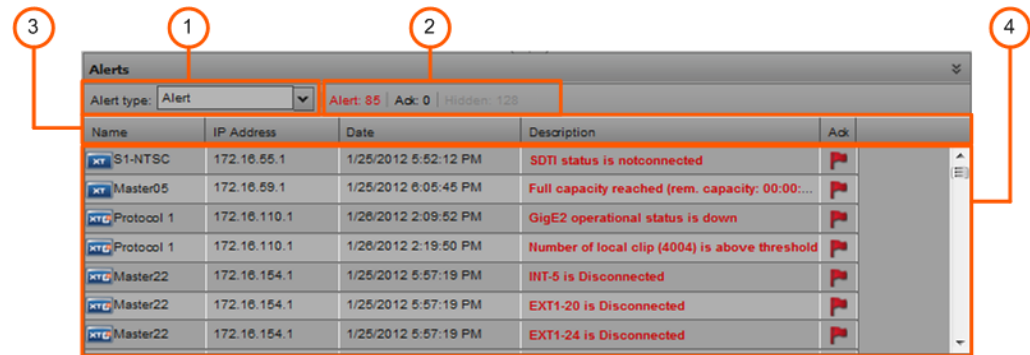 3 1 2 4
Alerts
Alert type: Alert Alert: 85 Ack: 0 Hidden: 128
Name IP Address Date Description Ack
XT S1-NTSC 172.16.55.1 1/25/2012 5:52:12 PM SDTI status is notconnected
XT Master05 172.16.59.1 1/25/2012 6:05:45 PM Full capacity reached (rem. capacity: 00:00:...
XT Protocol 1 172.16.110.1 1/26/2012 2:09:52 PM GigE2 operational status is down
XT Protocol 1 172.16.110.1 1/26/2012 2:19:50 PM Number of local clip (4004) is above threshold
XT Master22 172.16.154.1 1/25/2012 5:57:19 PM INT-5 is Disconnected
XT Master22 172.16.154.1 1/25/2012 5:57:19 PM EXT1-20 is Disconnected
XT Master22 172.16.154.1 1/25/2012 5:57:19 PM EXT1-24 is Disconnected